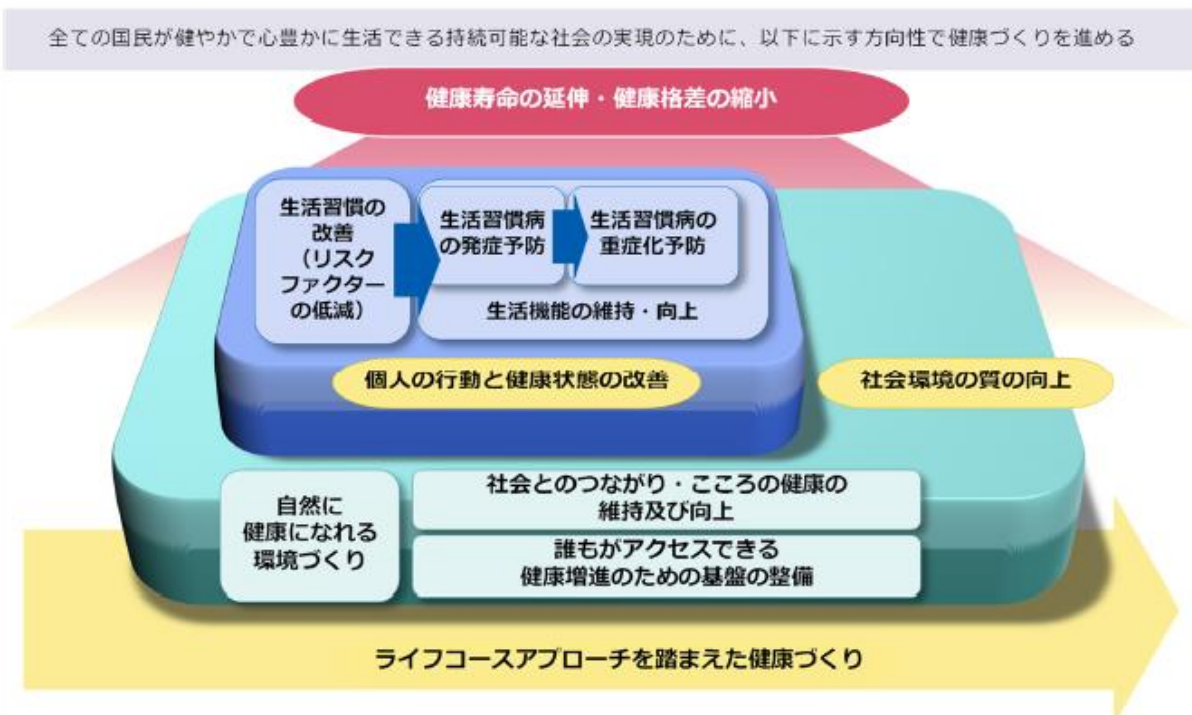 全ての国民が健やかで心豊かに生活できる持続可能な社会の実現のために、以下に示す方向性で健康づくりを進める
健康寿命の延伸・健康格差の縮小
生活習慣の
改善
（リスク
ファクター
の低減）
生活習慣病
の発症予防
生活習慣病の
重症化予防
生活機能の維持・向上
個人の行動と健康状態の改善
社会環境の質の向上
自然に
健康になれる
環境づくり
社会とのつながり・こころの健康の
維持及び向上
誰もがアクセスできる
健康増進のための基盤の整備
ライフコースアプローチを踏まえた健康づくり